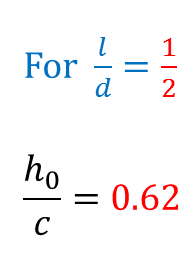 For l/d = 1/2
h₀/c = 0.62